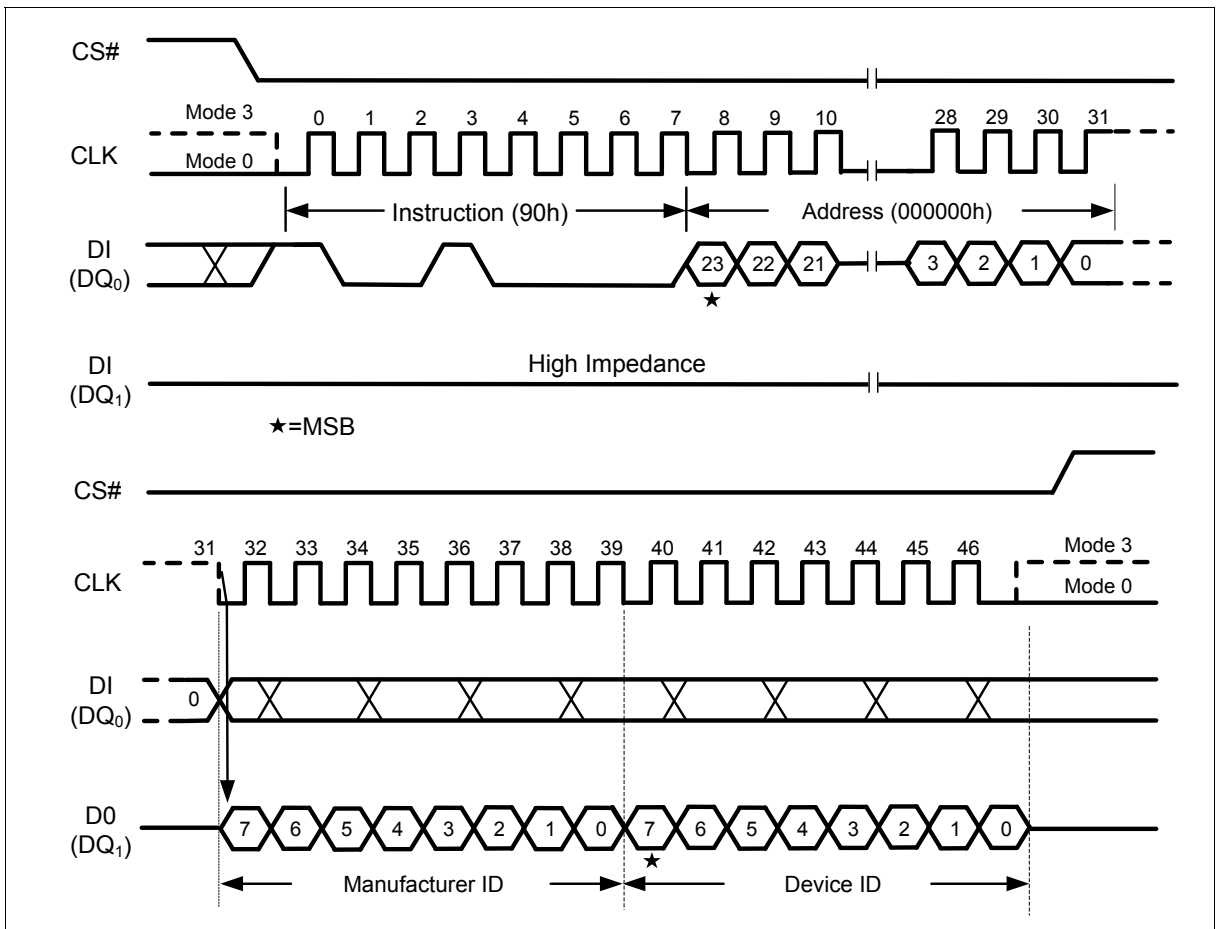 CS#
Mode 3
0 1 2 3 4 5 6 7 8 9 10 28 29 30 31
CLK
Mode 0
Instruction (90h) Address (000000h)
DI
(DQ₀)
23 22 21 3 2 1 0
★
DI
(DQ₁)
High Impedance
★=MSB
CS#
31 32 33 34 35 36 37 38 39 40 41 42 43 44 45 46
Mode 3
CLK
Mode 0
DI
(DQ₀)
0
D0
(DQ₁)
7 6 5 4 3 2 1 0 7 6 5 4 3 2 1 0
★
Manufacturer ID Device ID